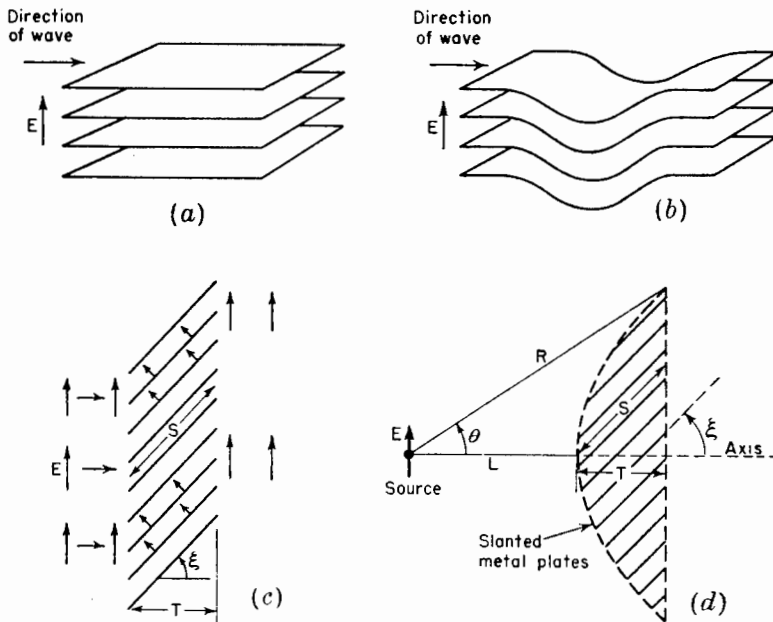 Direction
of wave
E
(a)
Direction
of wave
E
(b)
E
S
ξ
T
(c)
R
E
θ
L
Source
S
T
ξ
Axis
Slanted
metal plates
(d)